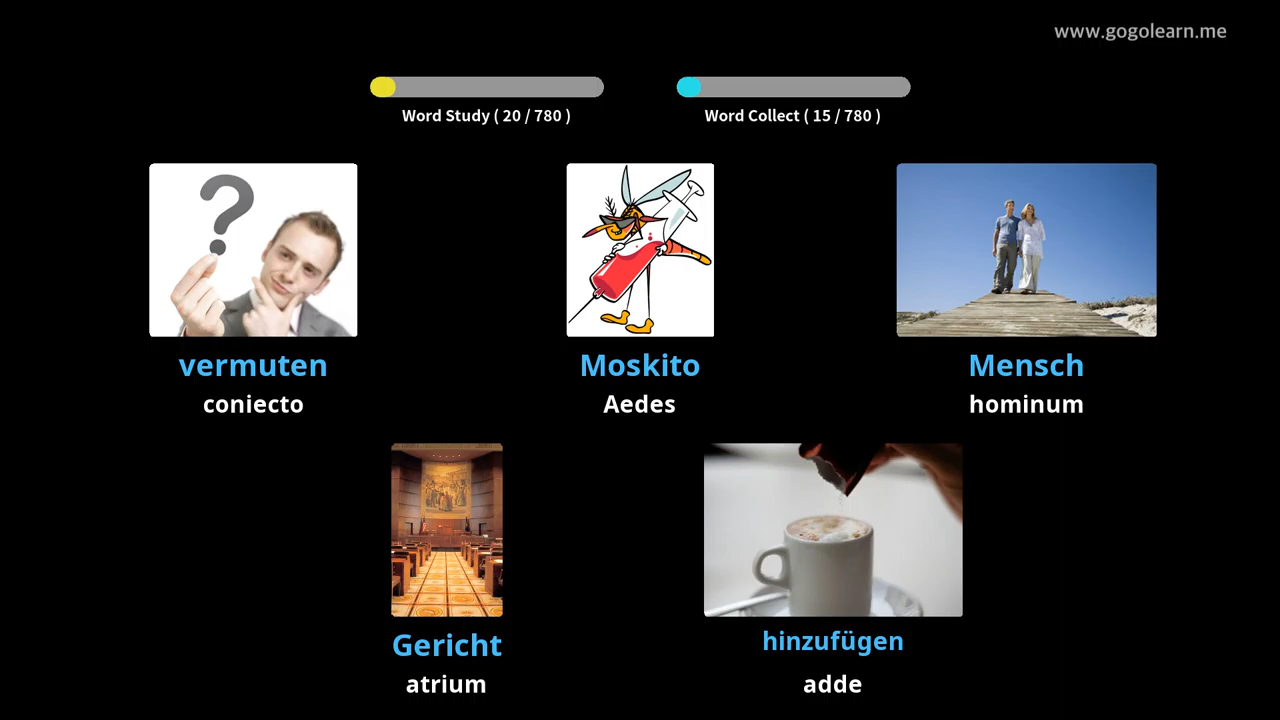 www.gogolearn.me
Word Study ( 20 / 780 )
Word Collect ( 15 / 780 )
?
vermuten
coniecto
Moskito
Aedes
Mensch
hominum
Gericht
atrium
hinzufügen
adde